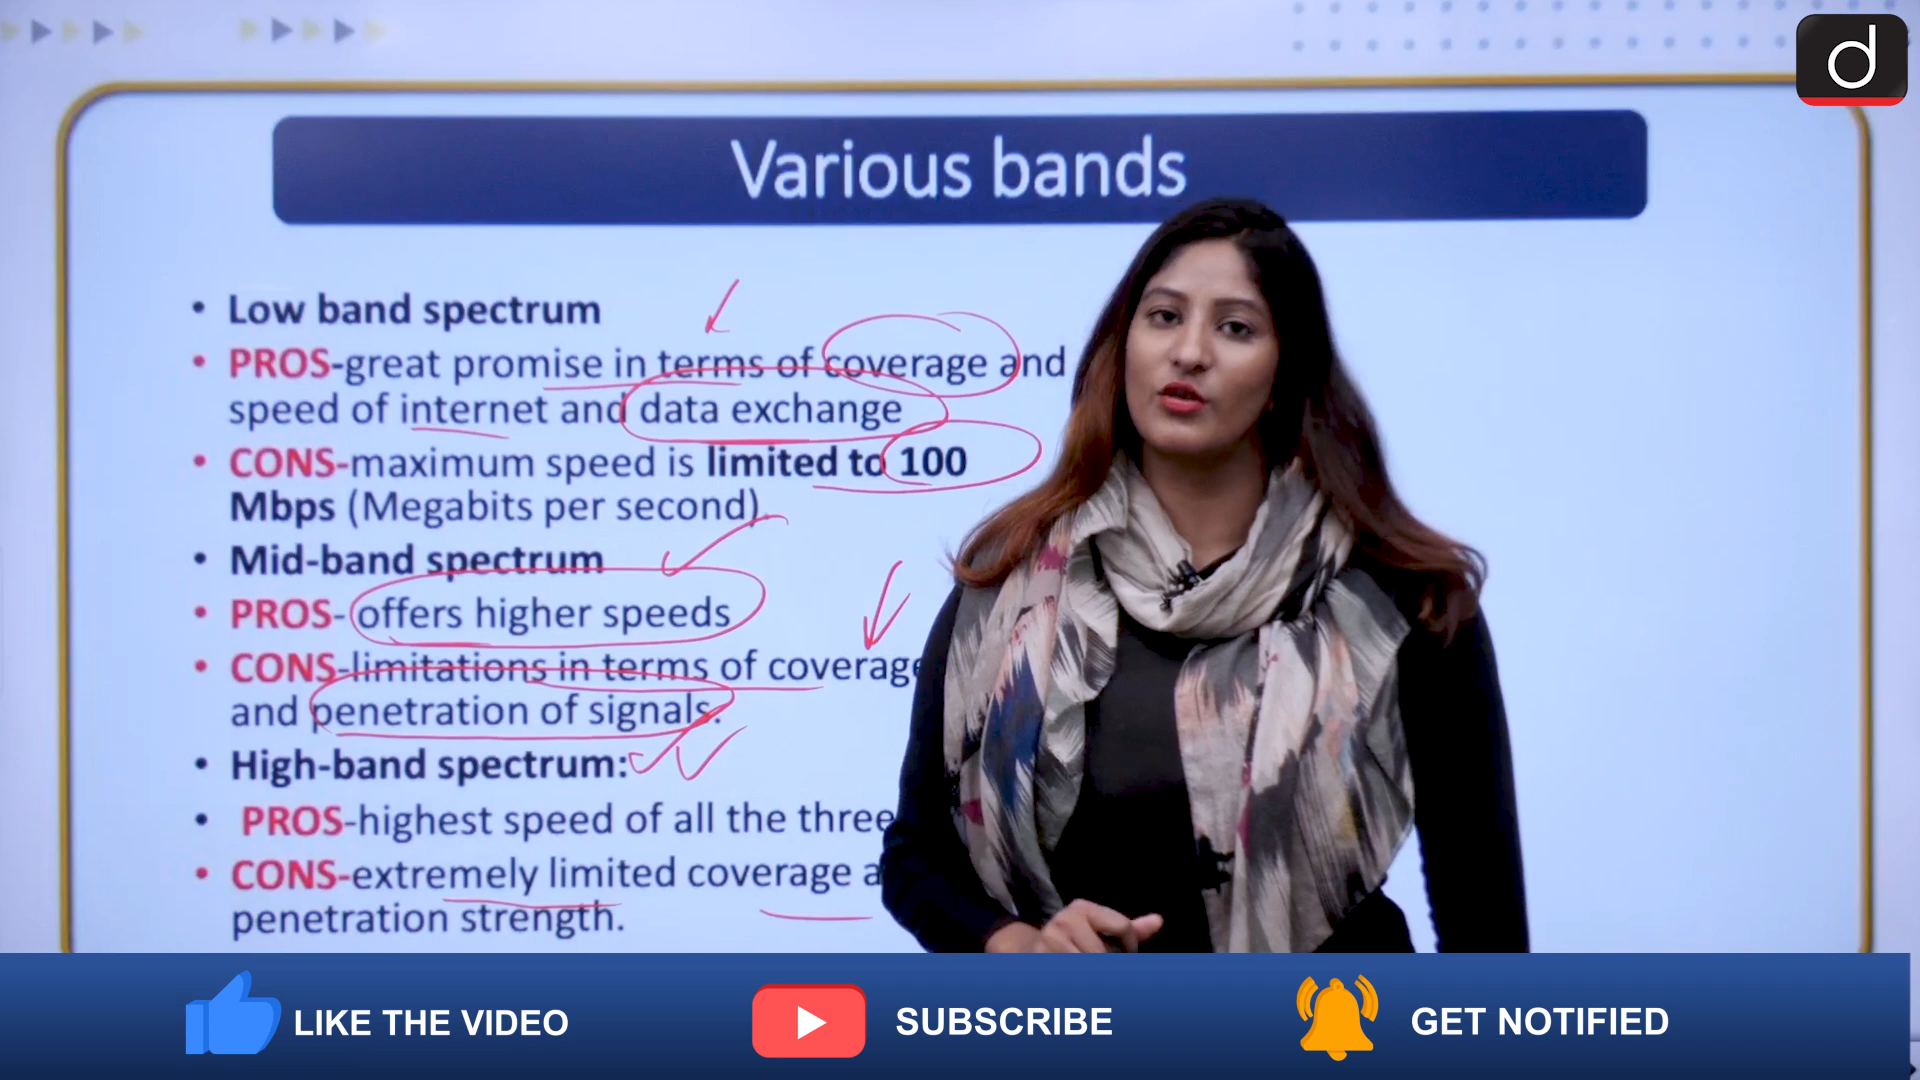 d
Various bands
• Low band spectrum
• PROS-great promise in terms of coverage and
speed of internet and data exchange
• CONS-maximum speed is limited to 100
Mbps (Megabits per second)
• Mid-band spectrum
• PROS- offers higher speeds
• CONS-limitations in terms of coverage
and penetration of signals.
• High-band spectrum:
• PROS-highest speed of all the three
• CONS-extremely limited coverage
penetration strength.
LIKE THE VIDEO
SUBSCRIBE
GET NOTIFIED